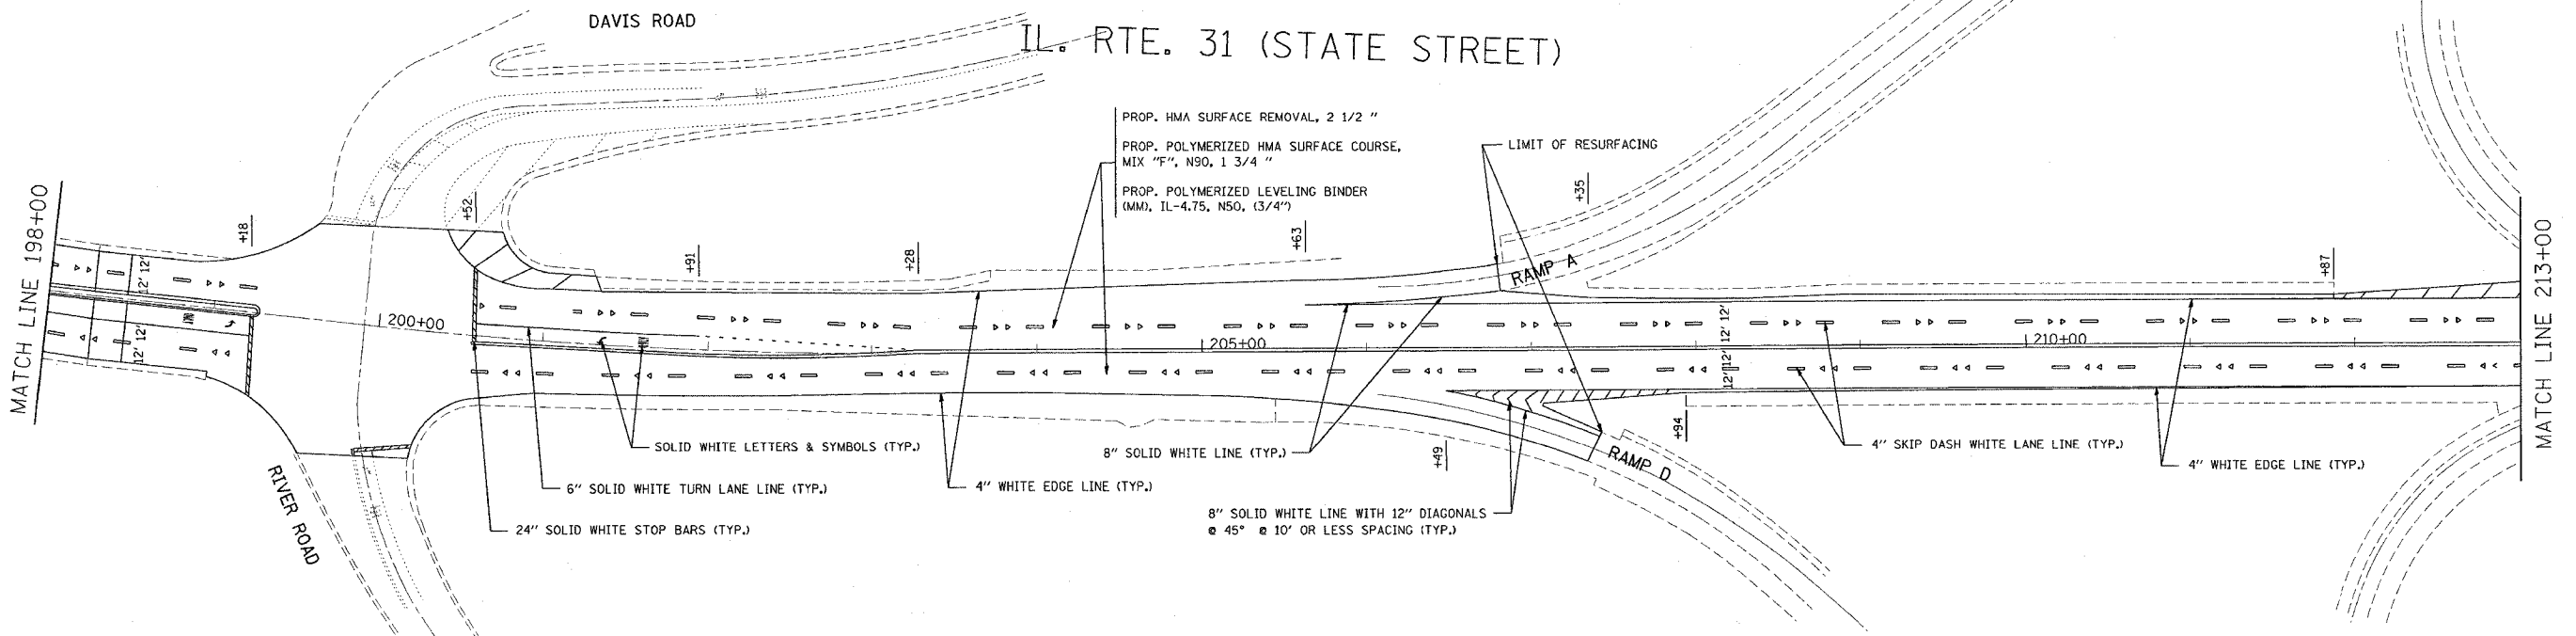 DAVIS ROAD
IL. RTE. 31 (STATE STREET)
PROP. HMA SURFACE REMOVAL, 2 1/2 "
PROP. POLYMERIZED HMA SURFACE COURSE,
MIX "F", N90, 1 3/4 "
PROP. POLYMERIZED LEVELING BINDER
(MM), IL-4.75, N50, (3/4")
LIMIT OF RESURFACING
MATCH LINE 198+00
+18
+52
+91
+28
+63
+35
+87
MATCH LINE 213+00
12' 12'
12' 12'
200+00
205+00
RAMP A
12' 12' 12' 12'
210+00
SOLID WHITE LETTERS & SYMBOLS (TYP.)
8" SOLID WHITE LINE (TYP.)
+49
+94
4" SKIP DASH WHITE LANE LINE (TYP.)
4" WHITE EDGE LINE (TYP.)
RAMP D
RIVER ROAD
6" SOLID WHITE TURN LANE LINE (TYP.)
4" WHITE EDGE LINE (TYP.)
24" SOLID WHITE STOP BARS (TYP.)
8" SOLID WHITE LINE WITH 12" DIAGONALS
@ 45° @ 10' OR LESS SPACING (TYP.)